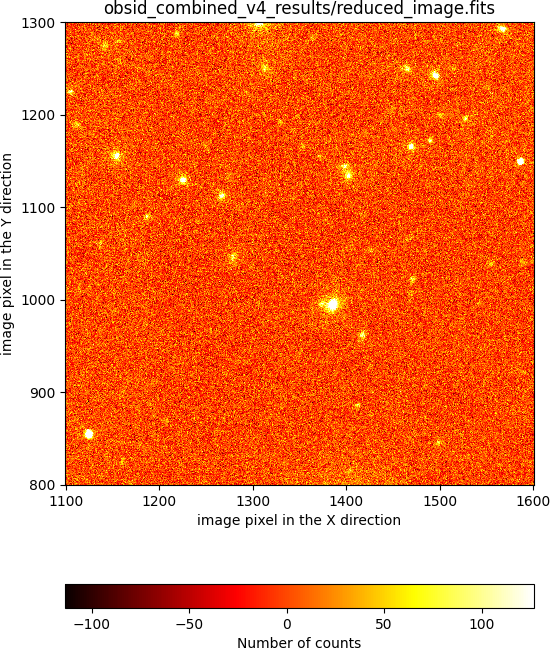 obsid_combined_v4_results/reduced_image.fits
1300
1200
1100
1000
900
800
image pixel in the Y direction
1100 1200 1300 1400 1500 1600
image pixel in the X direction
−100 −50 0 50 100
Number of counts